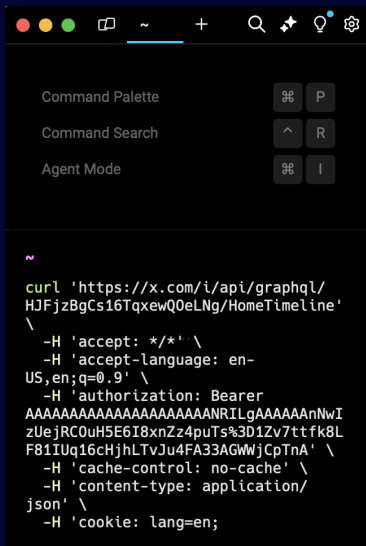 ~
Command Palette ⌘ P
Command Search ^ R
Agent Mode ⌘ I
~
curl 'https://x.com/i/api/graphql/
HJFjzBgCs16TqxewQOeLNg/HomeTimeline'
\
-H 'accept: */*' \
-H 'accept-language: en-
US,en;q=0.9' \
-H 'authorization: Bearer
AAAAAAAAAAAAAAAAAAAAANRILgAAAAAAnNwI
zUejRCOuH5E6I8xnZz4puTs%3D1Zv7ttfk8L
F81IUq16cHjhLTvJu4FA33AGWWjCpTnA' \
-H 'cache-control: no-cache' \
-H 'content-type: application/
json' \
-H 'cookie: lang=en;